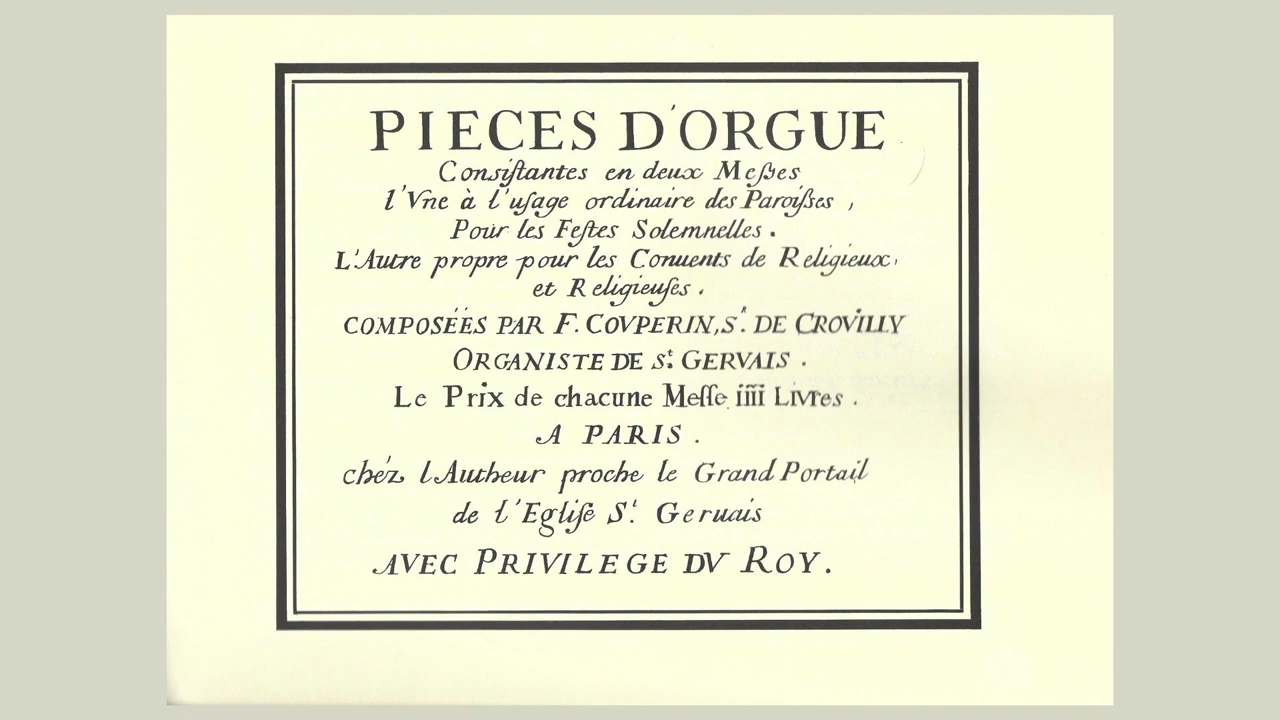 PIECES D'ORGUE
Consiſtantes en deux Meſses
l'Vne à l'uſage ordinaire des Paroiſses ,
Pour les Feſtes Solemnelles .
L'Autre propre pour les Conuents de Religieux,
et Religieuſes .
COMPOSÉÉS PAR F. COVPERIN, Sʳ. DE CROVILLY
ORGANISTE DE Sᵗ. GERVAIS .
Le Prix de chacune Meſſe iiii Livres .
A PARIS .
chéz l'Autheur proche le Grand Portail
de l'Egliſe Sᵗ. Geruais
AVEC PRIVILEGE DV ROY.